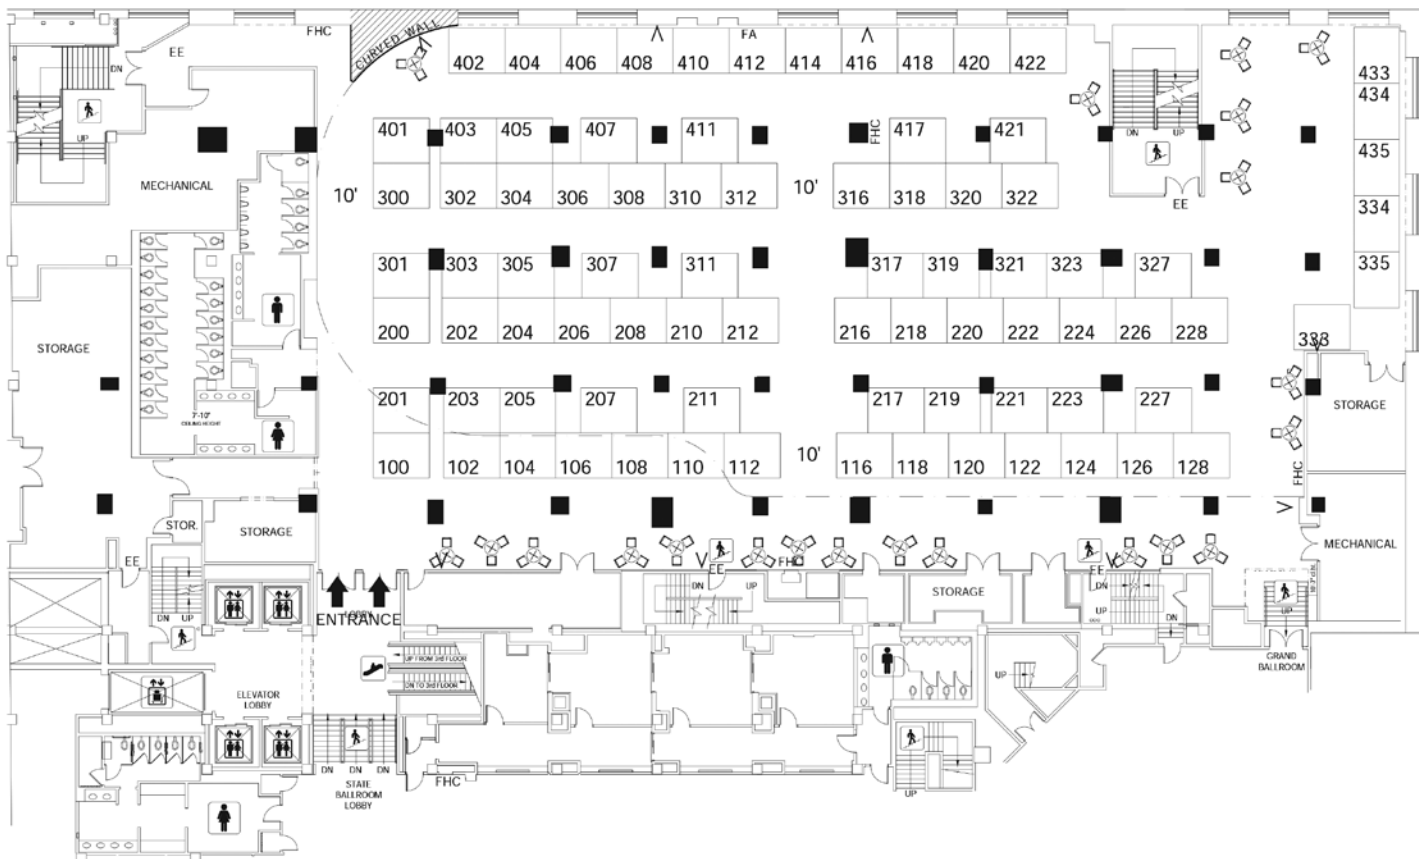 FHC
CURVED WALL
FA
EE
DN
UP
402 404 406 408 410 412 414 416 418 420 422
433
434
435
334
335
338
401 403 405 407 411 417 421
FHC
DN UP
EE
MECHANICAL
10'
300 302 304 306 308 310 312
10'
316 318 320 322
301 303 305 307 311 317 319 321 323 327
200 202 204 206 208 210 212 216 218 220 222 224 226 228
STORAGE
201 203 205 207 211 217 219 221 223 227
STORAGE
CEILING HEIGHT
100 102 104 106 108 110 112
10'
116 118 120 122 124 126 128
FHC
STOR.
STORAGE
MECHANICAL
EE
EE
FHC
EE
DN UP
LOBBY
ENTRANCE
DN UP
STORAGE
DN
UP
DN
UP
GRAND
BALLROOM
UP FROM 3RD FLOOR
DN TO 3RD FLOOR
UP
ELEVATOR
LOBBY
DN DN DN
STATE
BALLROOM
LOBBY
FHC
UP